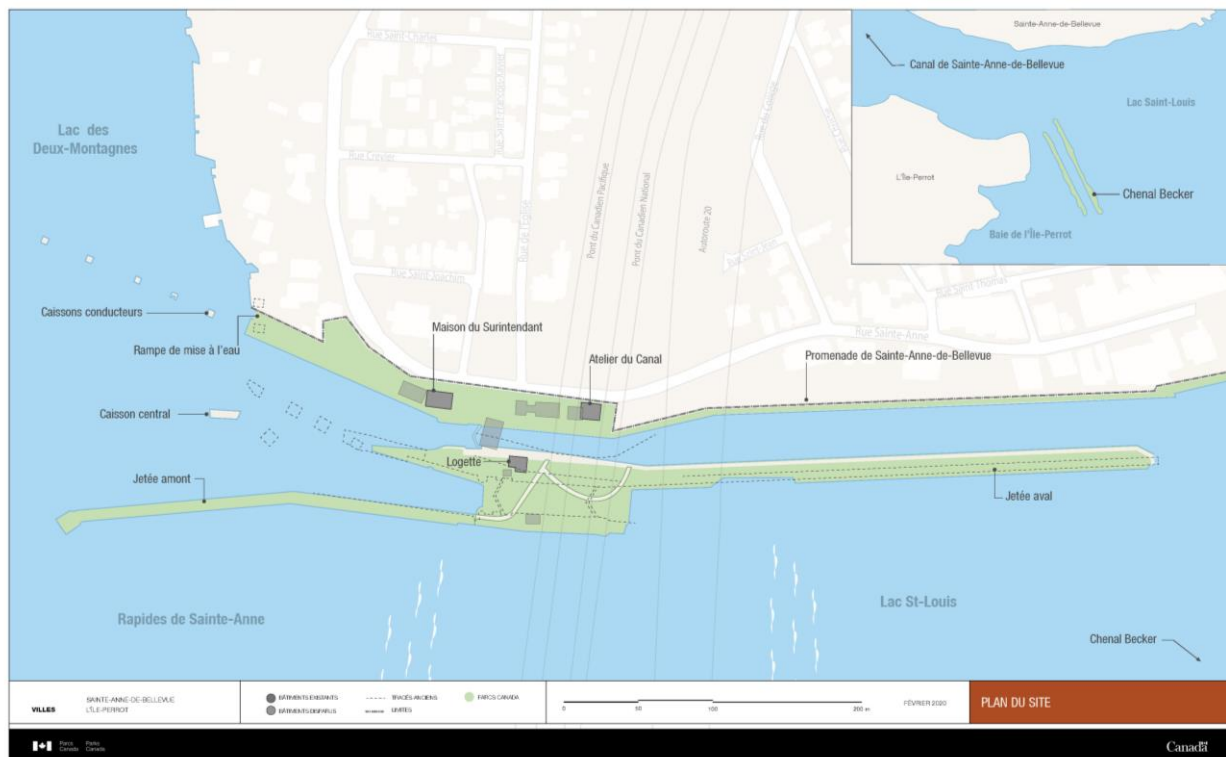 Sainte-Anne-de-Bellevue
Canal de Sainte-Anne-de-Bellevue
Lac Saint-Louis
L'Île-Perrot
Chenal Becker
Baie de l'Île-Perrot
Lac des
Deux-Montagnes
Rue Saint-Charles
Rue Crevier
Rue Saint-Joachim
Rue de l'Église
Pont du Canadien Pacifique
Pont du Canadien National
Autoroute 20
Rue Saint-Thomas
Rue Sainte-Anne
Caissons conducteurs
Rampe de mise à l'eau
Maison du Surintendant
Atelier du Canal
Promenade de Sainte-Anne-de-Bellevue
Caisson central
Logette
Jetée amont
Jetée aval
Rapides de Sainte-Anne
Lac St-Louis
Chenal Becker
VILLES
SAINTE-ANNE-DE-BELLEVUE
L'ÎLE-PERROT
BÂTIMENTS EXISTANTS
BÂTIMENTS DISPARUS
TRACÉS ANCIENS
LIMITES
PARCS CANADA
0 50 100 200 m
FÉVRIER 2020
PLAN DU SITE
Parcs Canada
Parks Canada
Canada